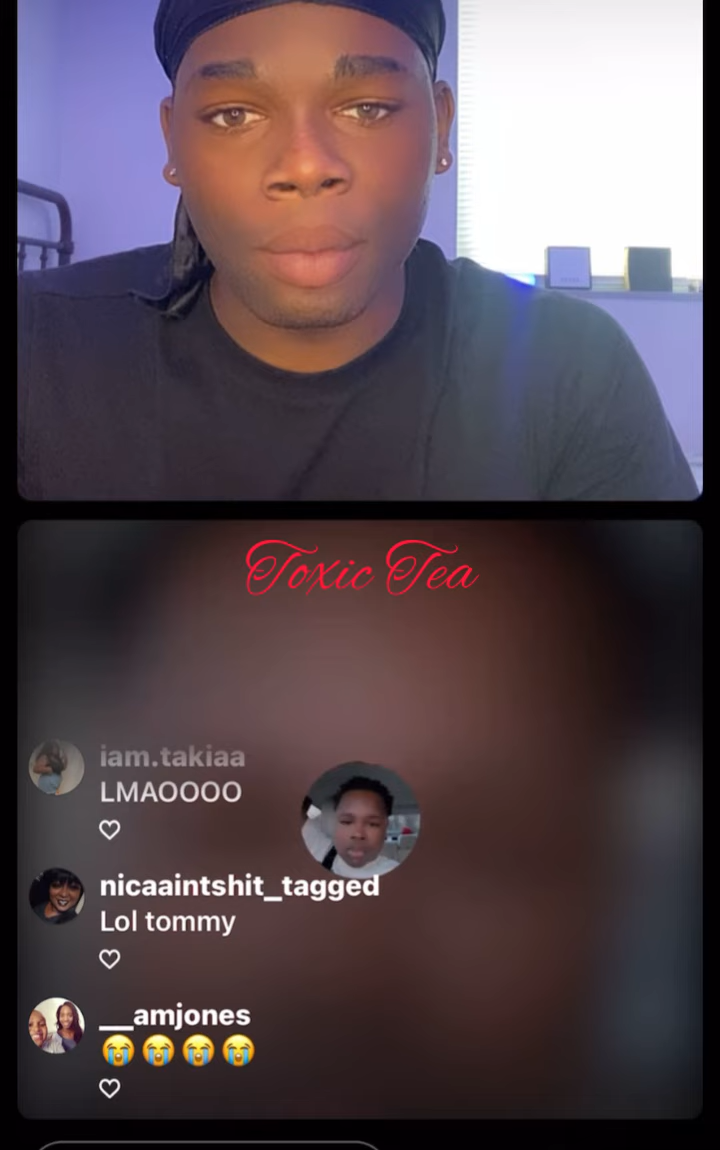 Toxic Tea
iam.takiaa
LMAOOOO
nicaaintshit_tagged
Lol tommy
__amjones
😭😭😭😭